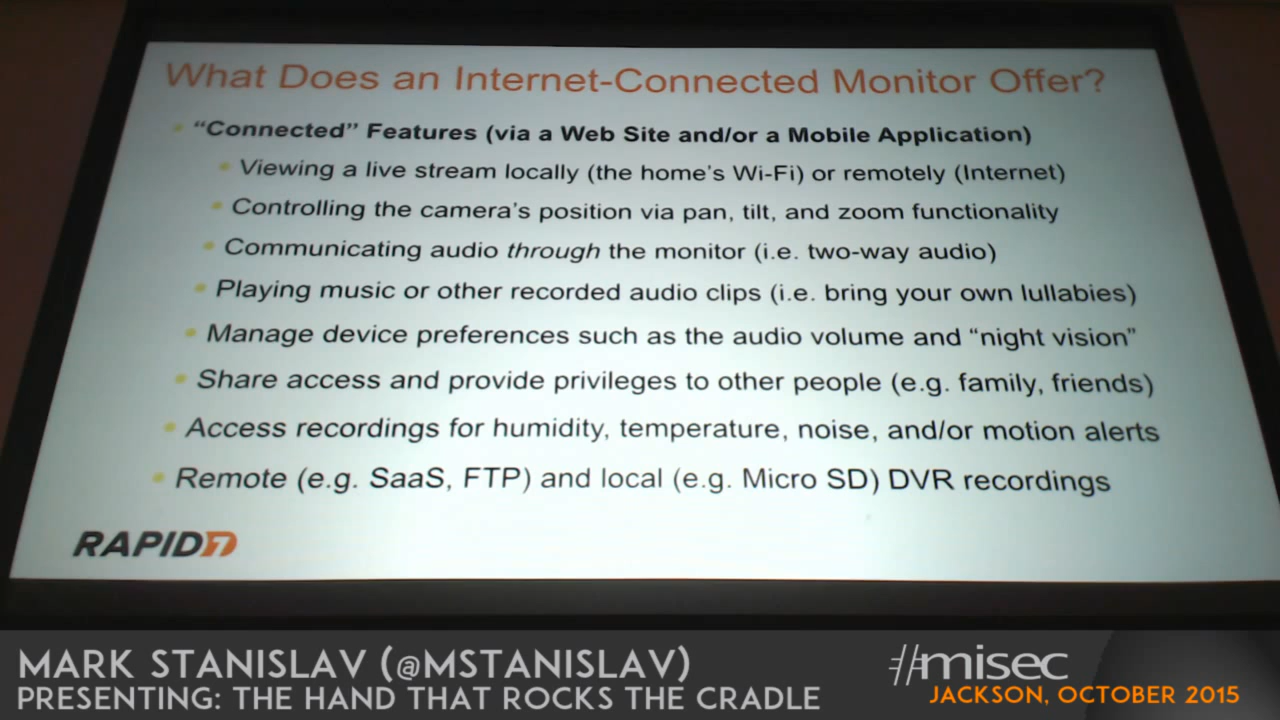 What Does an Internet-Connected Monitor Offer?
"Connected" Features (via a Web Site and/or a Mobile Application)
Viewing a live stream locally (the home's Wi-Fi) or remotely (Internet)
Controlling the camera's position via pan, tilt, and zoom functionality
Communicating audio through the monitor (i.e. two-way audio)
Playing music or other recorded audio clips (i.e. bring your own lullabies)
Manage device preferences such as the audio volume and "night vision"
Share access and provide privileges to other people (e.g. family, friends)
Access recordings for humidity, temperature, noise, and/or motion alerts
Remote (e.g. SaaS, FTP) and local (e.g. Micro SD) DVR recordings
RAPID7
MARK STANISLAV (@MSTANISLAV)
PRESENTING: THE HAND THAT ROCKS THE CRADLE
#misec
JACKSON, OCTOBER 2015